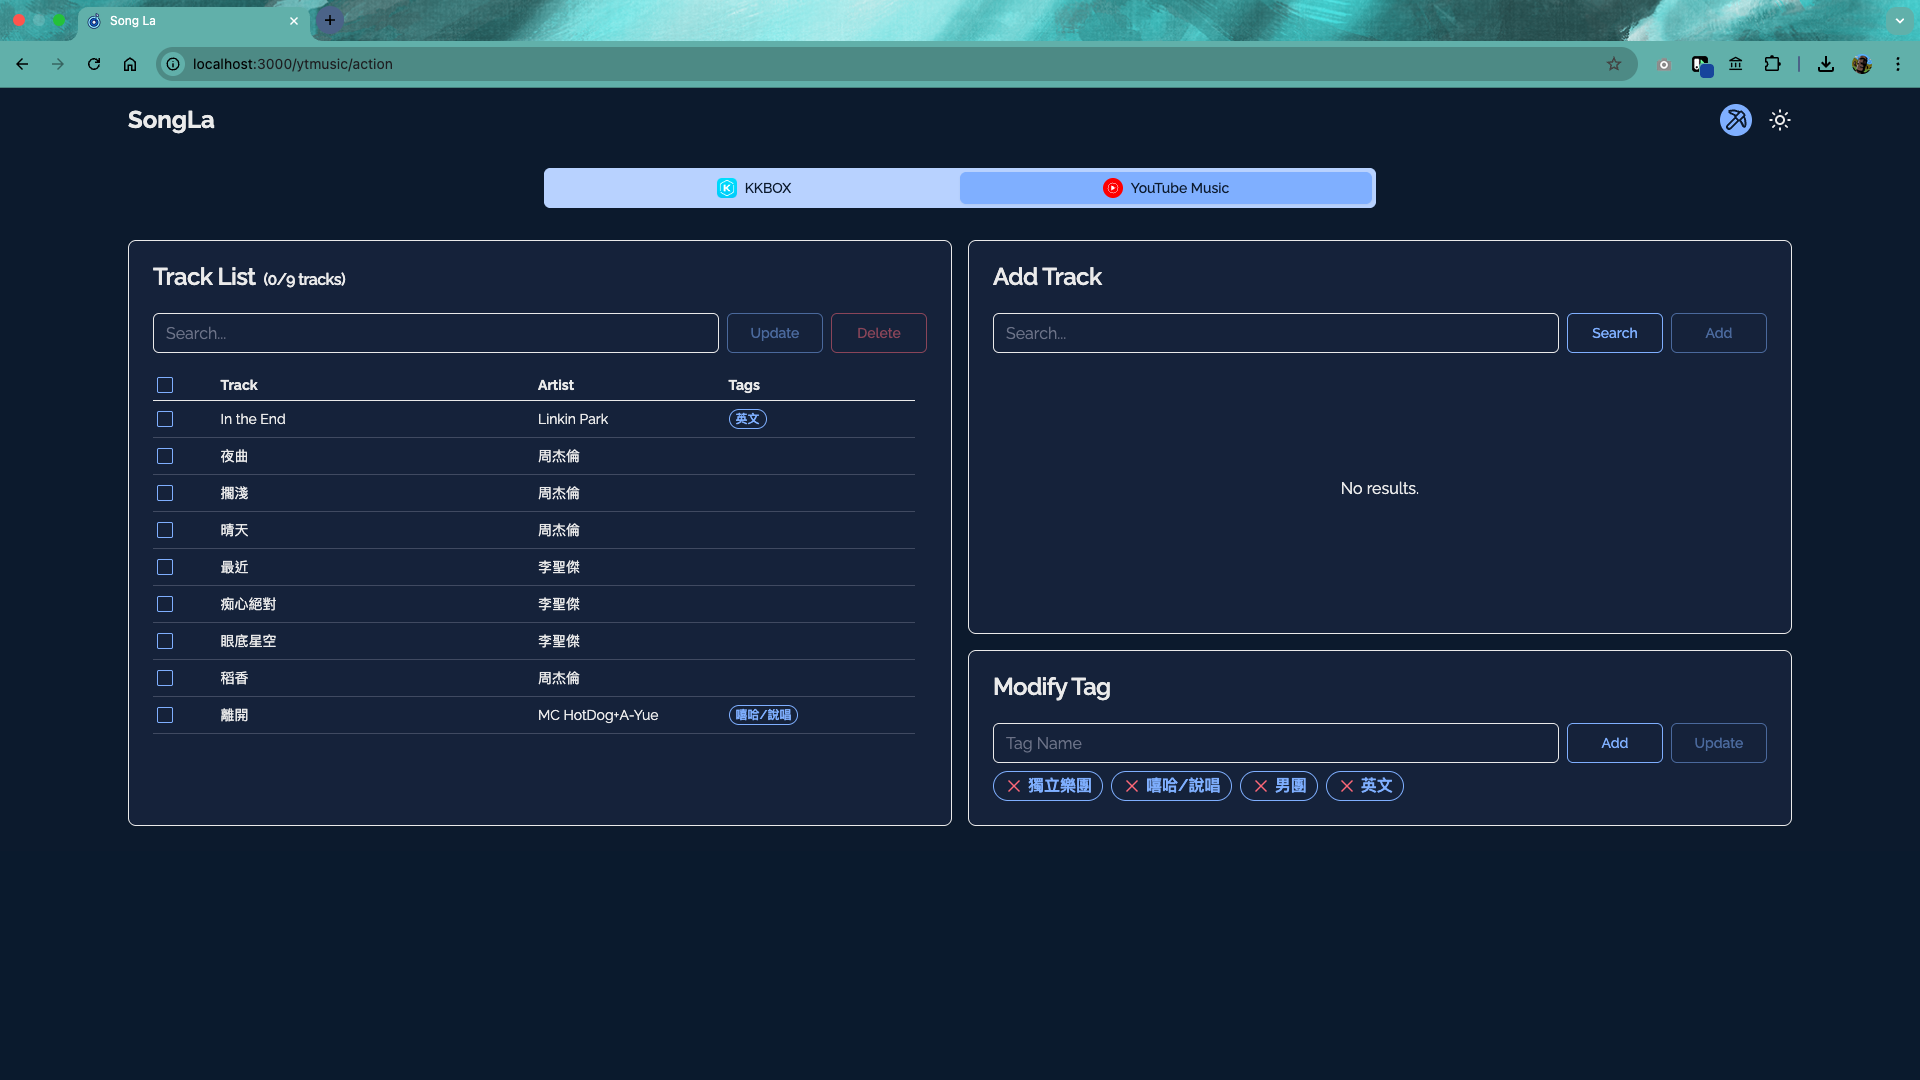 Song La
localhost:3000/ytmusic/action
SongLa
KKBOX
YouTube Music
Track List (0/9 tracks)
Search...
Update
Delete
Track Artist Tags
In the End Linkin Park 英文
夜曲 周杰倫
擱淺 周杰倫
晴天 周杰倫
最近 李聖傑
痴心絕對 李聖傑
眼底星空 李聖傑
稻香 周杰倫
離開 MC HotDog+A-Yue 嘻哈/說唱
Add Track
Search...
Search
Add
No results.
Modify Tag
Tag Name
Add
Update
獨立樂團
嘻哈/說唱
男團
英文